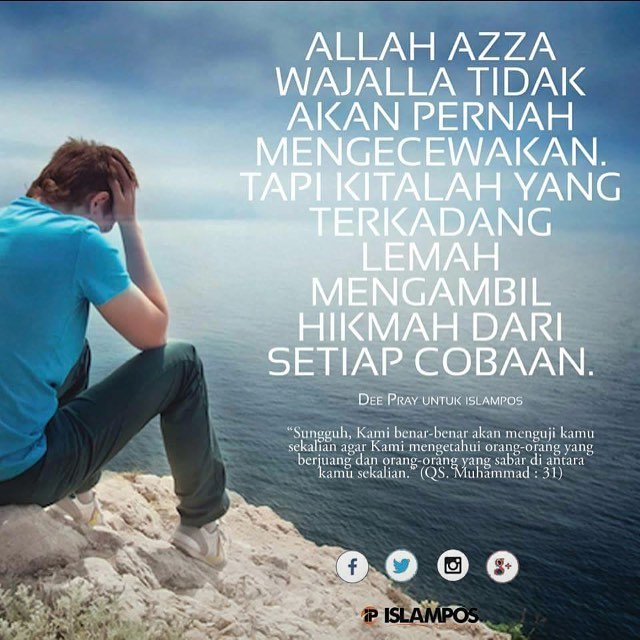 ALLAH AZZA
WAJALLA TIDAK
AKAN PERNAH
MENGECEWAKAN.
TAPI KITALAH YANG
TERKADANG
LEMAH
MENGAMBIL
HIKMAH DARI
SETIAP COBAAN.
DEE PRAY UNTUK ISLAMPOS
“Sungguh, Kami benar-benar akan menguji kamu
sekalian agar Kami mengetahui orang-orang yang
berjuang dan orang-orang yang sabar di antara
kamu sekalian.” (QS. Muhammad : 31)
f
g+
iP ISLAMPOS